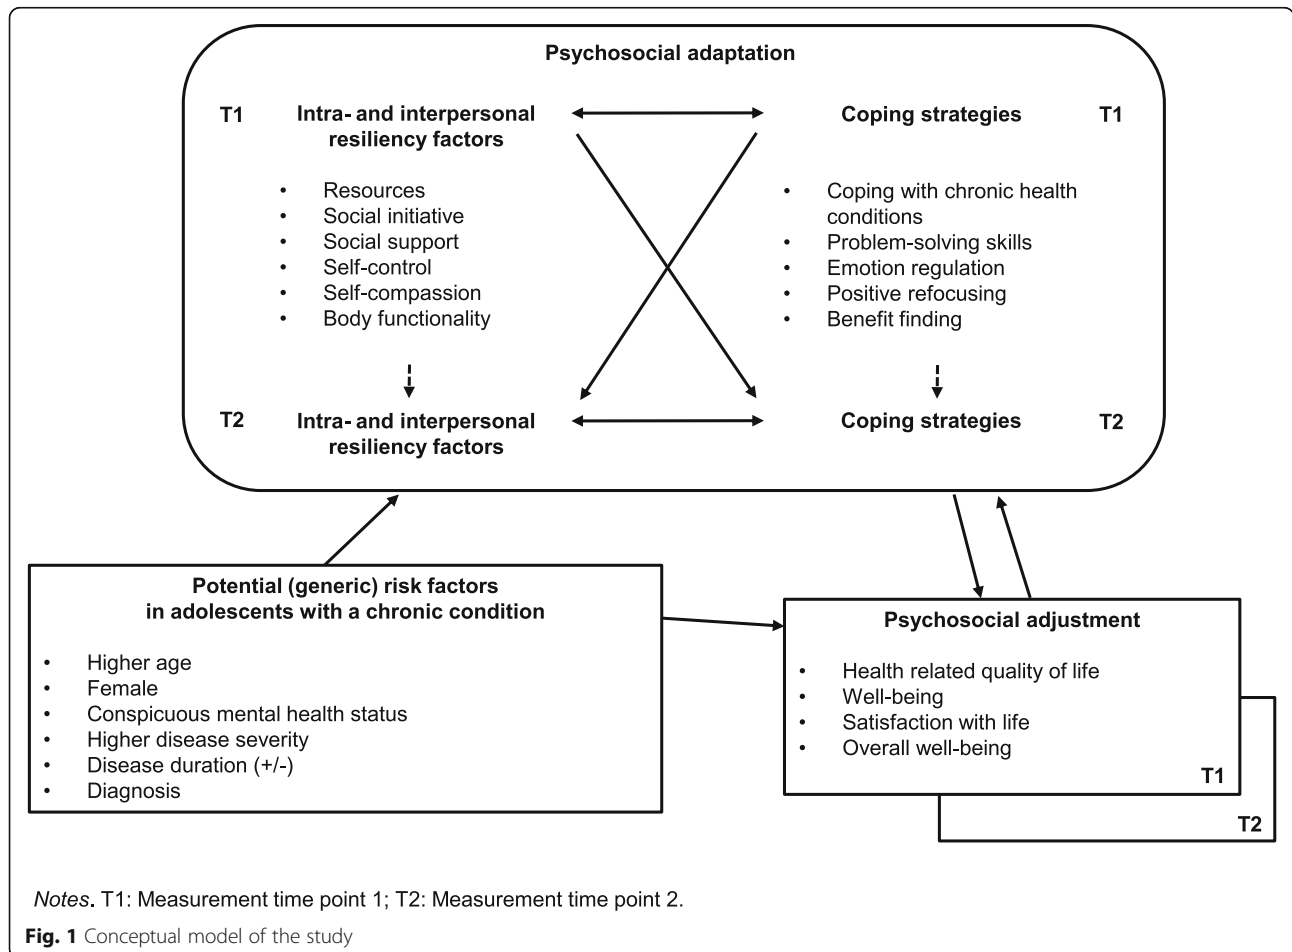 Psychosocial adaptation
T1 Intra- and interpersonal Coping strategies T1
resiliency factors
• Resources
• Social initiative
• Social support
• Self-control
• Self-compassion
• Body functionality
• Coping with chronic health
conditions
• Problem-solving skills
• Emotion regulation
• Positive refocusing
• Benefit finding
T2 Intra- and interpersonal Coping strategies T2
resiliency factors
Potential (generic) risk factors
in adolescents with a chronic condition
• Higher age
• Female
• Conspicuous mental health status
• Higher disease severity
• Disease duration (+/-)
• Diagnosis
Psychosocial adjustment
• Health related quality of life
• Well-being
• Satisfaction with life
• Overall well-being
T1
T2
Notes. T1: Measurement time point 1; T2: Measurement time point 2.
Fig. 1 Conceptual model of the study